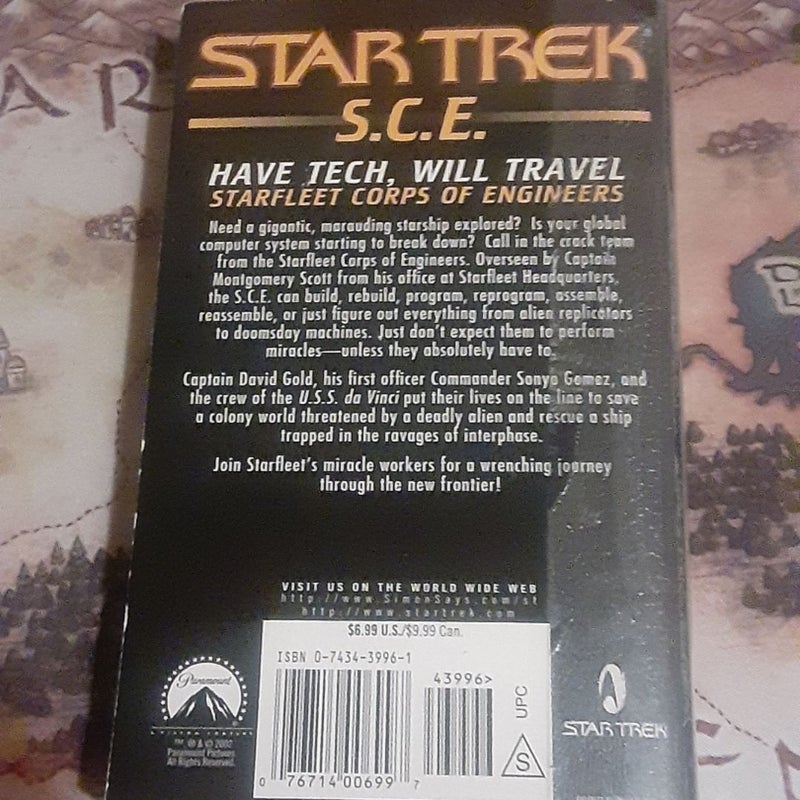 STAR TREK
S.C.E.
HAVE TECH, WILL TRAVEL
STARFLEET CORPS OF ENGINEERS
Need a gigantic, marauding starship explored? Is your global
computer system starting to break down? Call in the crack team
from the Starfleet Corps of Engineers. Overseen by Captain
Montgomery Scott from his office at Starfleet Headquarters,
the S.C.E. can build, rebuild, program, reprogram, assemble,
reassemble, or just figure out everything from alien replicators
to doomsday machines. Just don't expect them to perform
miracles—unless they absolutely have to.
Captain David Gold, his first officer Commander Sonya Gomez, and
the crew of the U.S.S. da Vinci put their lives on the line to save
a colony world threatened by a deadly alien and rescue a ship
trapped in the ravages of interphase.
Join Starfleet's miracle workers for a wrenching journey
through the new frontier!
VISIT US ON THE WORLD WIDE WEB
http://www.SimonSays.com/st
http://www.startrek.com
$6.99 U.S./$9.99 Can.
ISBN 0-7434-3996-1
43996>
UPC
S
0 76714 00699 7
Paramount
TM ® & © 2002
Paramount Pictures
All Rights Reserved.
STAR TREK
AR